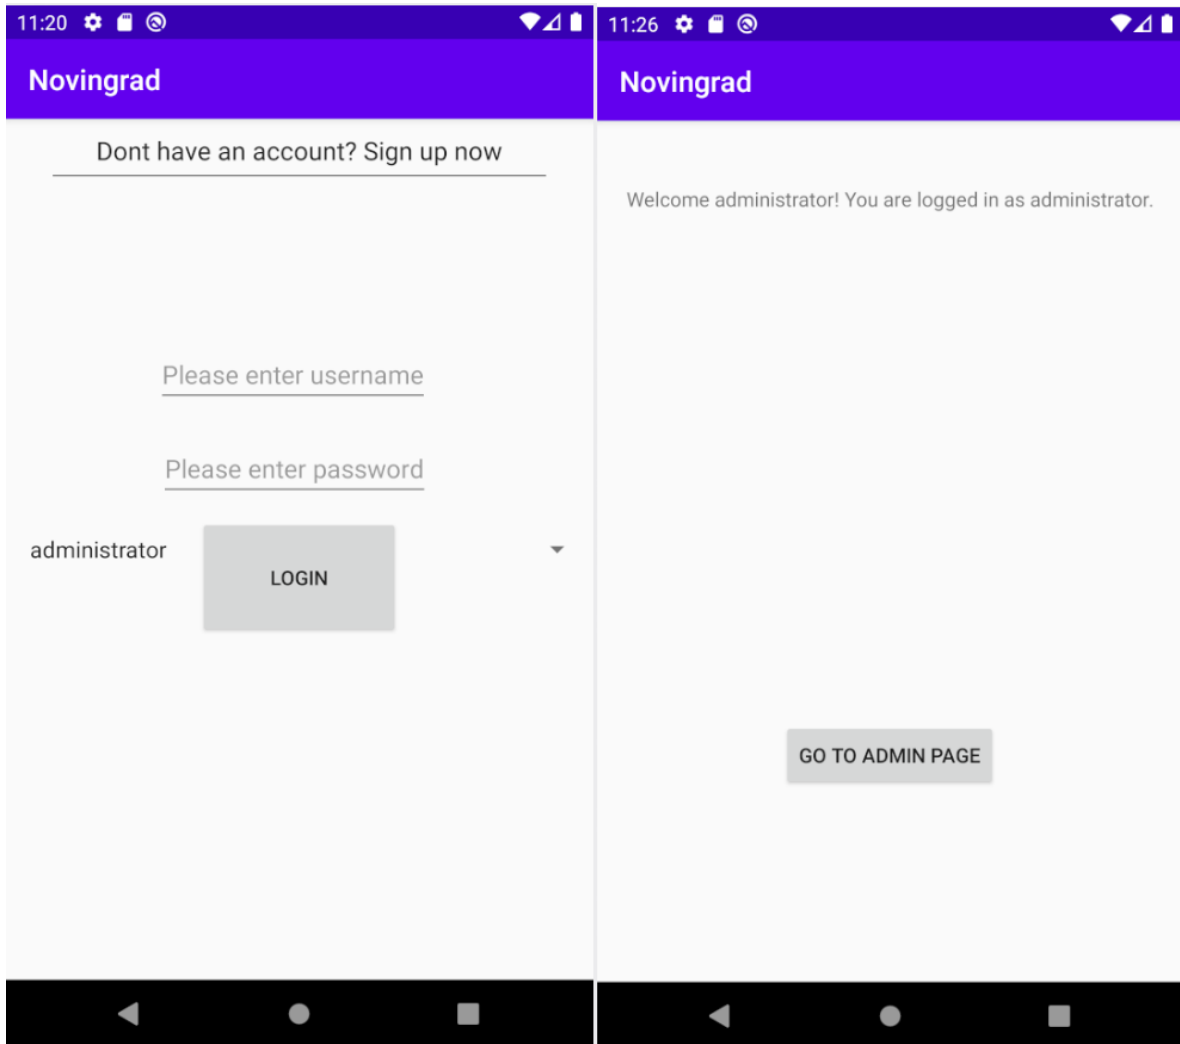 11:20
Novingrad
Dont have an account? Sign up now
Please enter username
Please enter password
administrator
LOGIN
11:26
Novingrad
Welcome administrator! You are logged in as administrator.
GO TO ADMIN PAGE